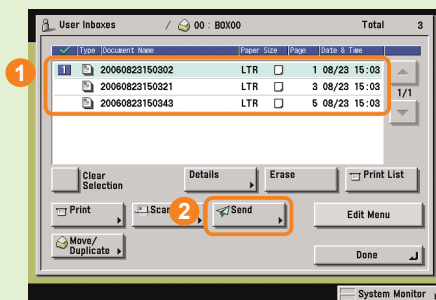 User Inboxes / 00 : BOX00 Total 3
Type Document Name Paper Size Page Date & Time
1
1 20060823150302 LTR 1 08/23 15:03
20060823150321 LTR 3 08/23 15:03
20060823150343 LTR 5 08/23 15:03
1/1
Clear
Selection
Details
Erase
Print List
Print
Scan
2
Send
Edit Menu
Move/
Duplicate
Done
System Monitor